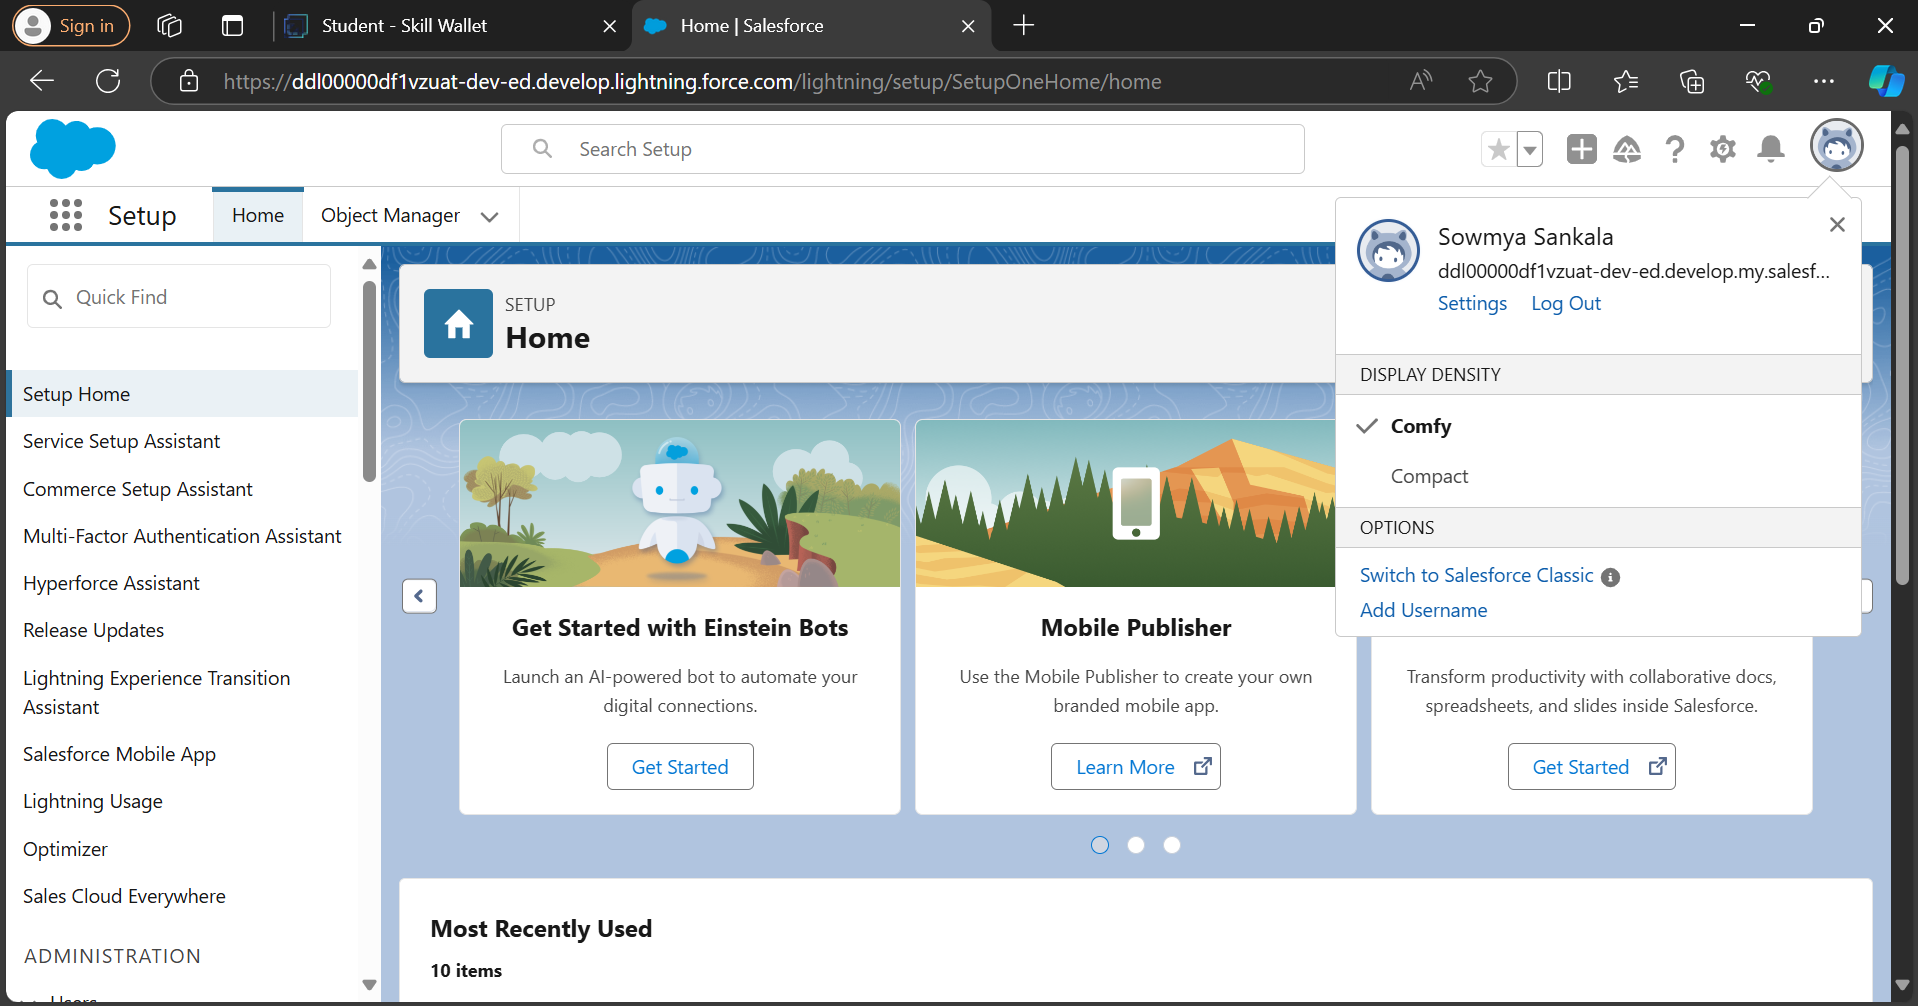 Sign in
Student - Skill Wallet
Home | Salesforce
https://ddl00000df1vzuat-dev-ed.develop.lightning.force.com/lightning/setup/SetupOneHome/home
Search Setup
Setup
Home
Object Manager
Quick Find
Setup Home
Service Setup Assistant
Commerce Setup Assistant
Multi-Factor Authentication Assistant
Hyperforce Assistant
Release Updates
Lightning Experience Transition
Assistant
Salesforce Mobile App
Lightning Usage
Optimizer
Sales Cloud Everywhere
ADMINISTRATION
Users
SETUP
Home
Get Started with Einstein Bots
Launch an AI-powered bot to automate your
digital connections.
Get Started
Mobile Publisher
Use the Mobile Publisher to create your own
branded mobile app.
Learn More
Transform productivity with collaborative docs,
spreadsheets, and slides inside Salesforce.
Get Started
Most Recently Used
10 items
Sowmya Sankala
ddl00000df1vzuat-dev-ed.develop.my.salesf...
Settings
Log Out
DISPLAY DENSITY
Comfy
Compact
OPTIONS
Switch to Salesforce Classic
Add Username